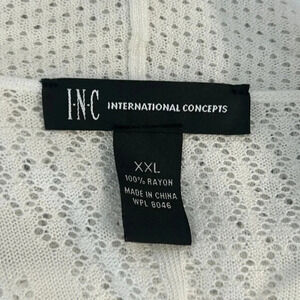 I·N·C INTERNATIONAL CONCEPTS
XXL
100% RAYON
MADE IN CHINA
WPL 8046